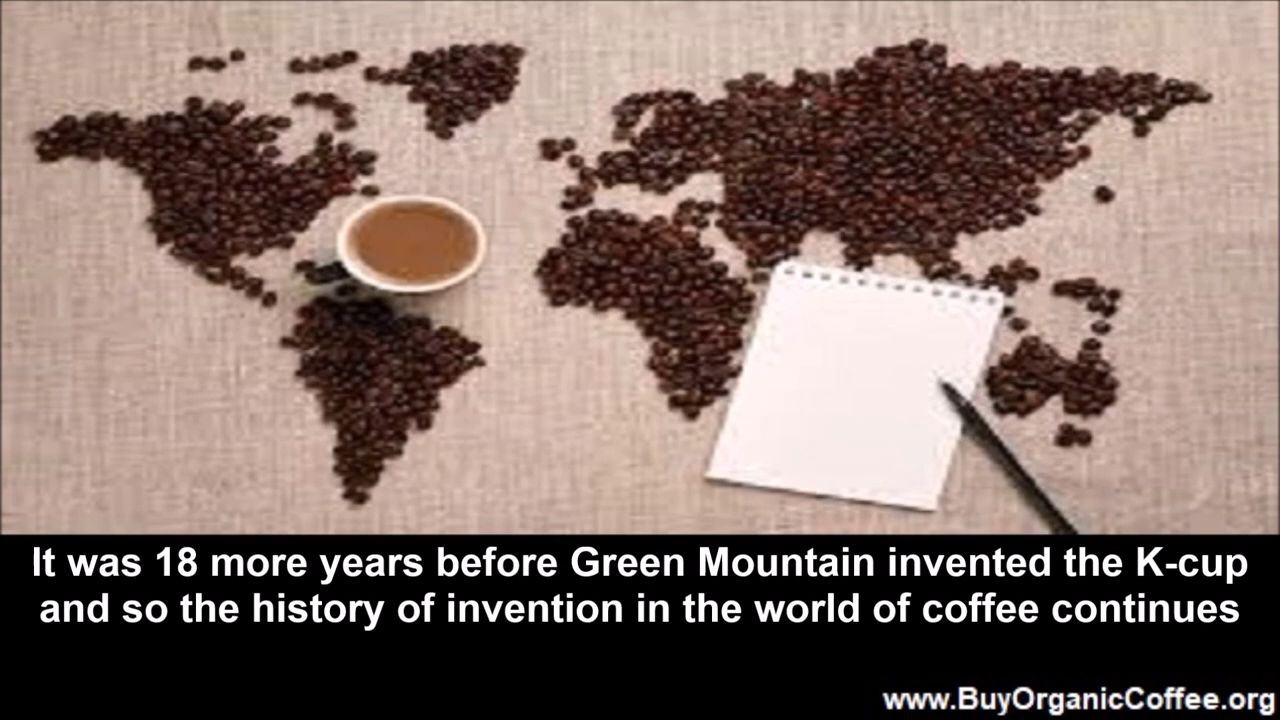 It was 18 more years before Green Mountain invented the K-cup
and so the history of invention in the world of coffee continues
www.BuyOrganicCoffee.org